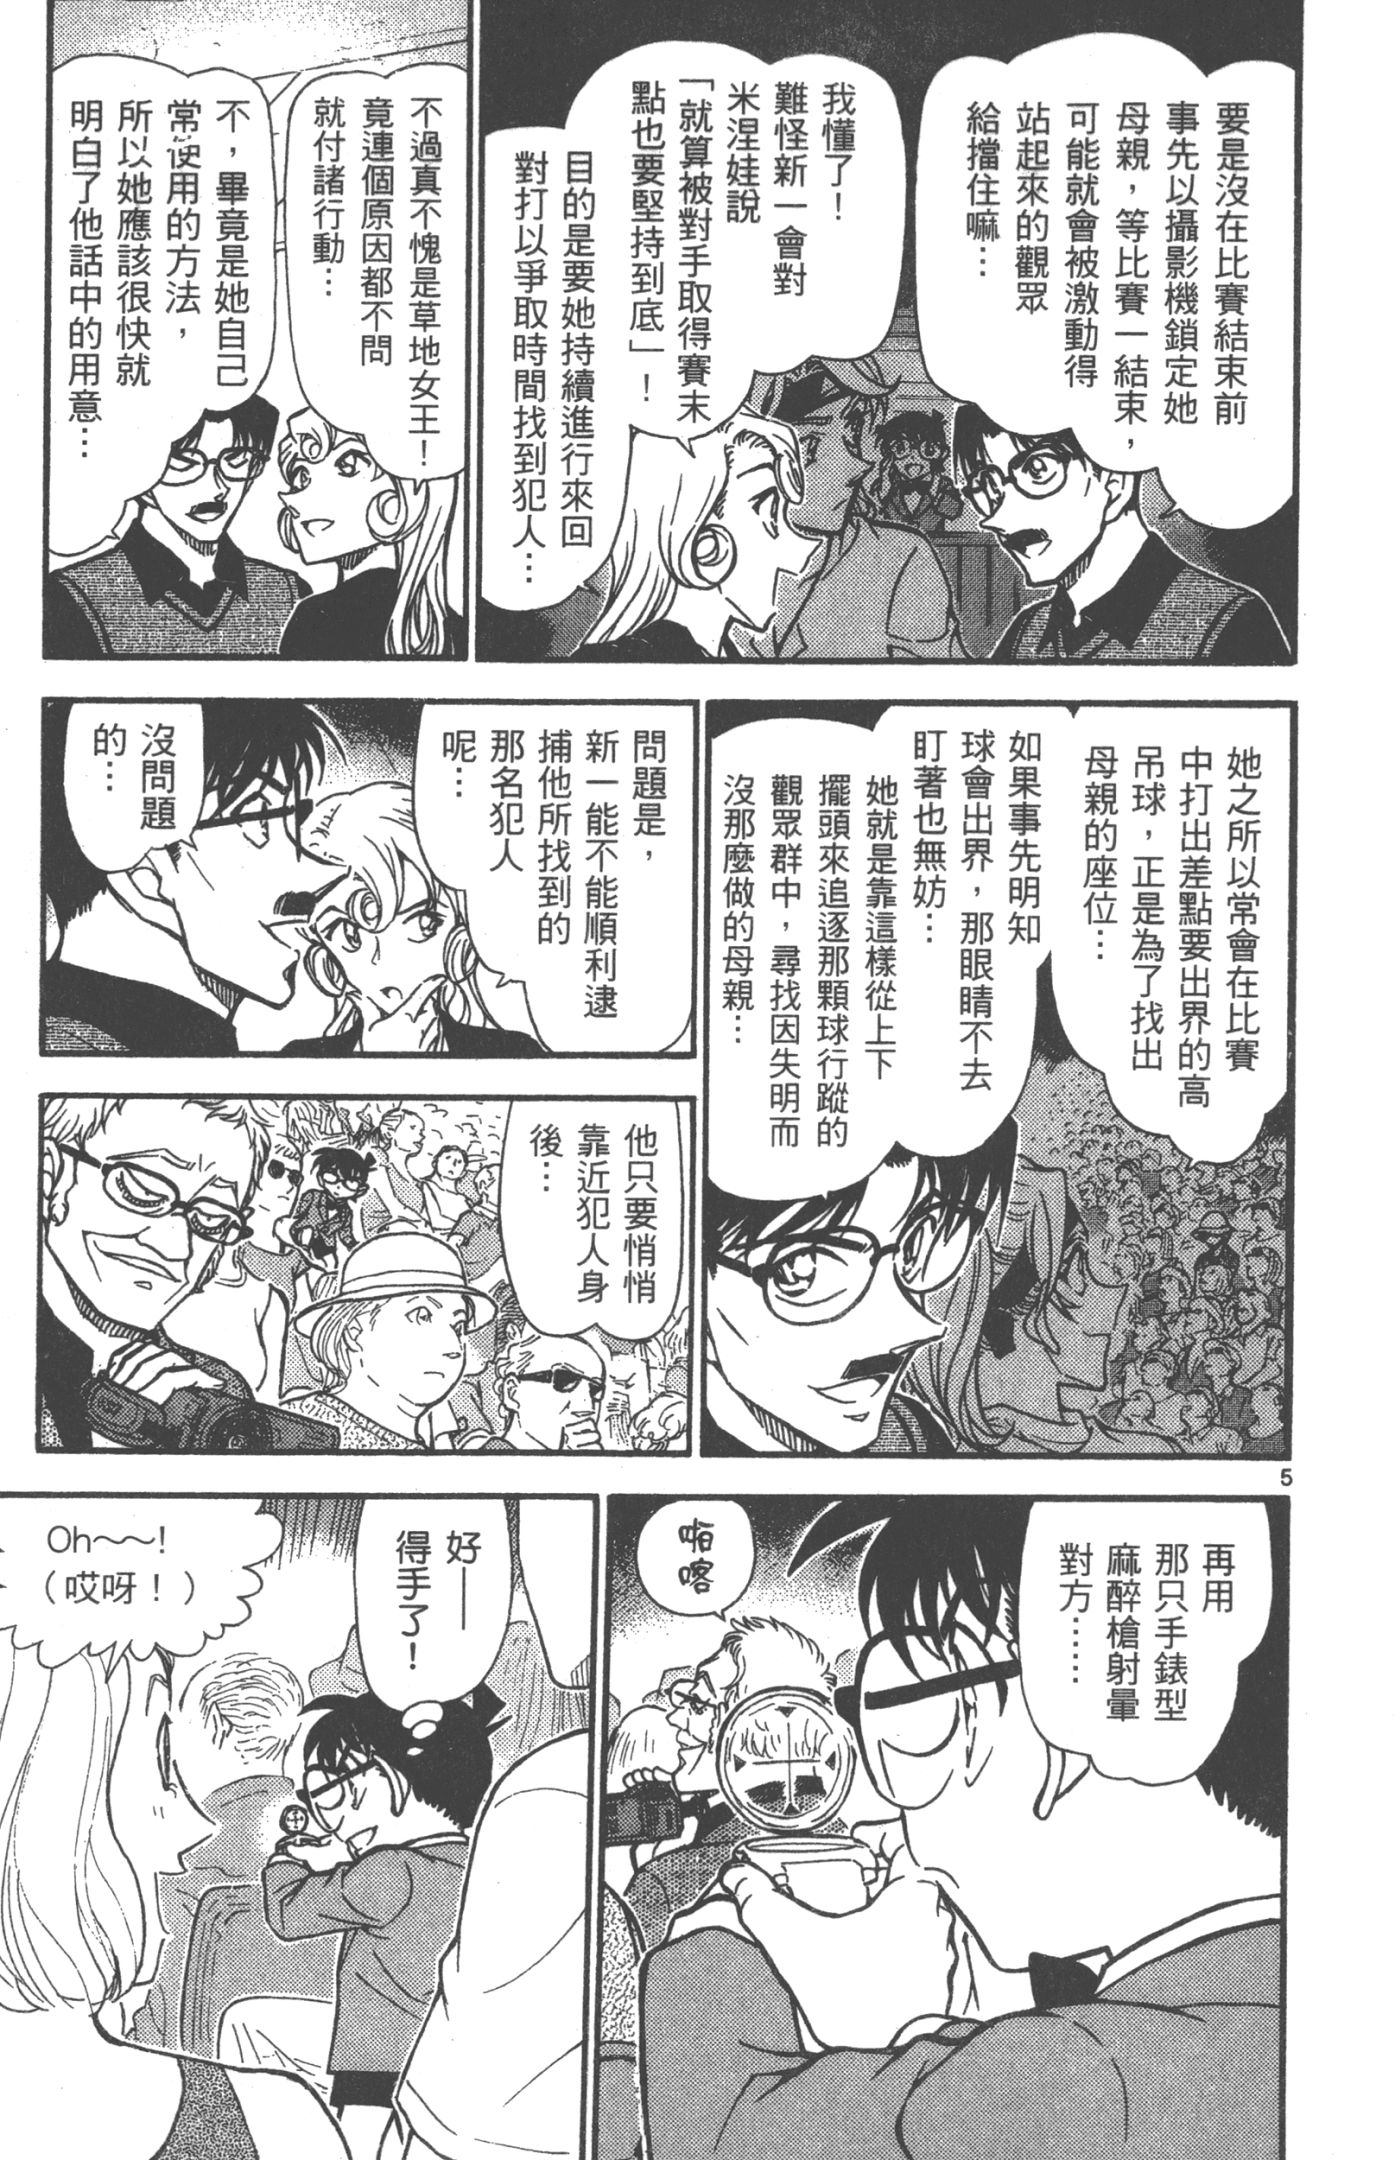 要是沒在比賽結束前
事先以攝影機鎖定她
母親，等比賽一結束，
可能就會被激動得
站起來的觀眾
給擋住嘛…
我懂了！
難怪新一會對
米涅娃說
「就算被對手取得賽末
點也要堅持到底」！
目的是要她持續進行來回
對打以爭取時間找到犯人…
不過真不愧是草地女王！
竟連個原因都不問
就付諸行動…
不，畢竟是她自己
常使用的方法，
所以她應該很快就
明白了他話中的用意…
她之所以常會在比賽
中打出差點要出界的高
吊球，正是為了找出
母親的座位…
如果事先明知
球會出界，那眼睛不去
盯著也無妨…
她就是靠這樣從上下
擺頭來追逐那顆球行蹤的
觀眾群中，尋找因失明而
沒那麼做的母親…
問題是，
新一能不能順利逮
捕他所找到的
那名犯人
呢…
沒問題
的…
他只要悄悄
靠近犯人身
後…
5
再用
那只手錶型
麻醉槍射暈
對方……
啪
喀
好——
得手了！
Oh～～！
（哎呀！）